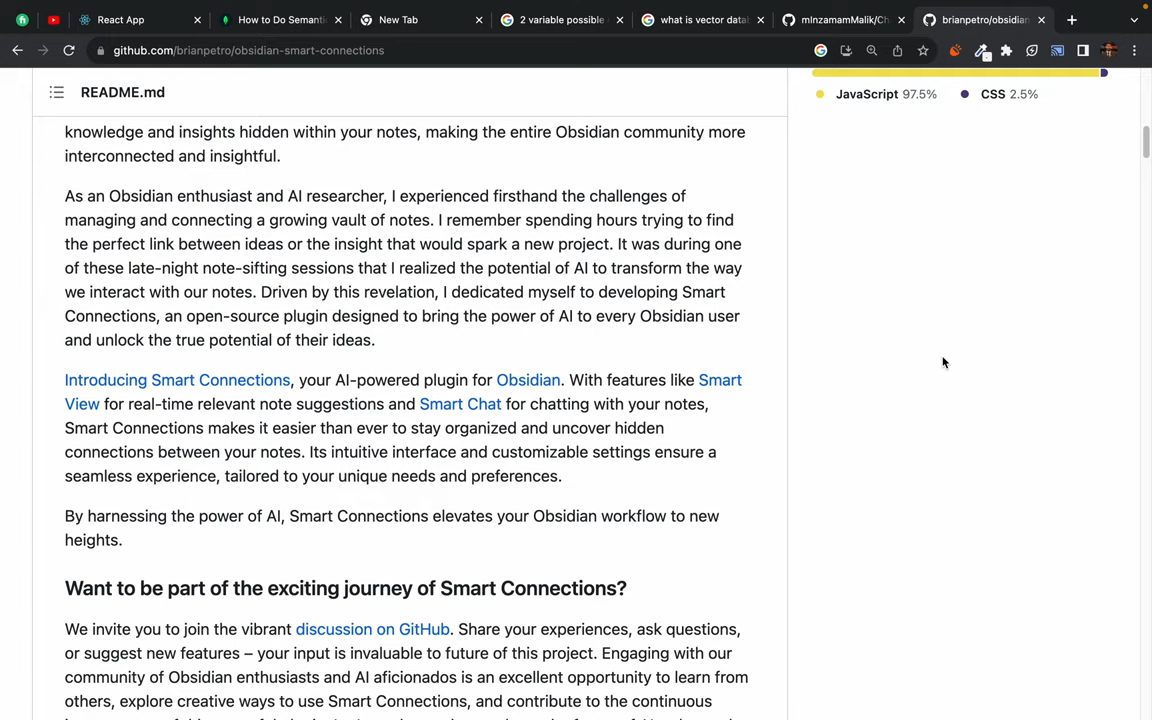 React App
How to Do Semanti
New Tab
2 variable possible
what is vector datab
mInzamamMalik/Ch
brianpetro/obsidian
github.com/brianpetro/obsidian-smart-connections
README.md
JavaScript 97.5%
CSS 2.5%
knowledge and insights hidden within your notes, making the entire Obsidian community more
interconnected and insightful.
As an Obsidian enthusiast and AI researcher, I experienced firsthand the challenges of
managing and connecting a growing vault of notes. I remember spending hours trying to find
the perfect link between ideas or the insight that would spark a new project. It was during one
of these late-night note-sifting sessions that I realized the potential of AI to transform the way
we interact with our notes. Driven by this revelation, I dedicated myself to developing Smart
Connections, an open-source plugin designed to bring the power of AI to every Obsidian user
and unlock the true potential of their ideas.
Introducing Smart Connections, your AI-powered plugin for Obsidian. With features like Smart
View for real-time relevant note suggestions and Smart Chat for chatting with your notes,
Smart Connections makes it easier than ever to stay organized and uncover hidden
connections between your notes. Its intuitive interface and customizable settings ensure a
seamless experience, tailored to your unique needs and preferences.
By harnessing the power of AI, Smart Connections elevates your Obsidian workflow to new
heights.
Want to be part of the exciting journey of Smart Connections?
We invite you to join the vibrant discussion on GitHub. Share your experiences, ask questions,
or suggest new features – your input is invaluable to future of this project. Engaging with our
community of Obsidian enthusiasts and AI aficionados is an excellent opportunity to learn from
others, explore creative ways to use Smart Connections, and contribute to the continuous